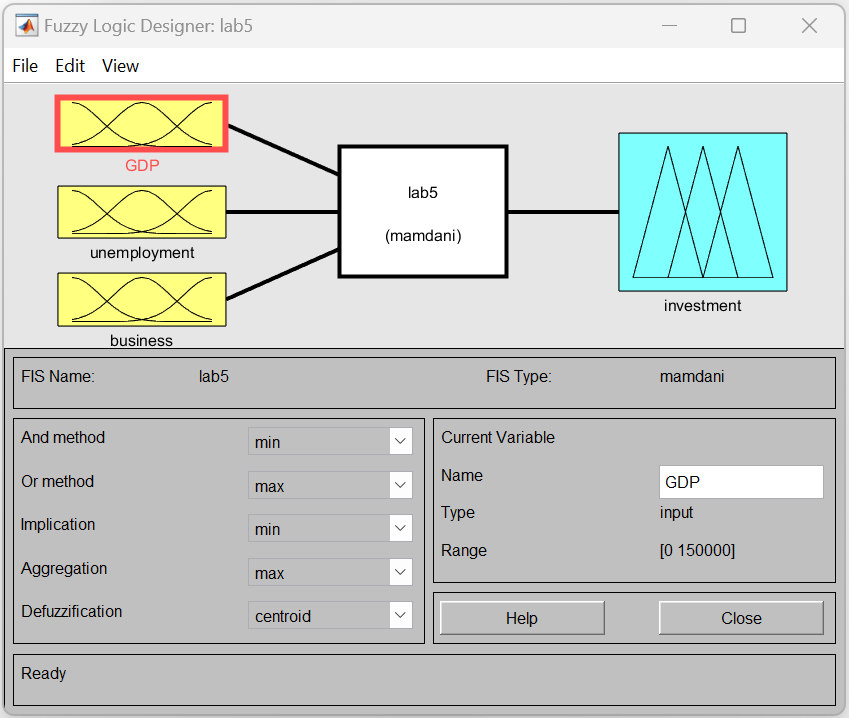 Fuzzy Logic Designer: lab5
File Edit View
GDP
unemployment
business
lab5
(mamdani)
investment
FIS Name: lab5 FIS Type: mamdani
And method min
Or method max
Implication min
Aggregation max
Defuzzification centroid
Current Variable
Name GDP
Type input
Range [0 150000]
Help Close
Ready